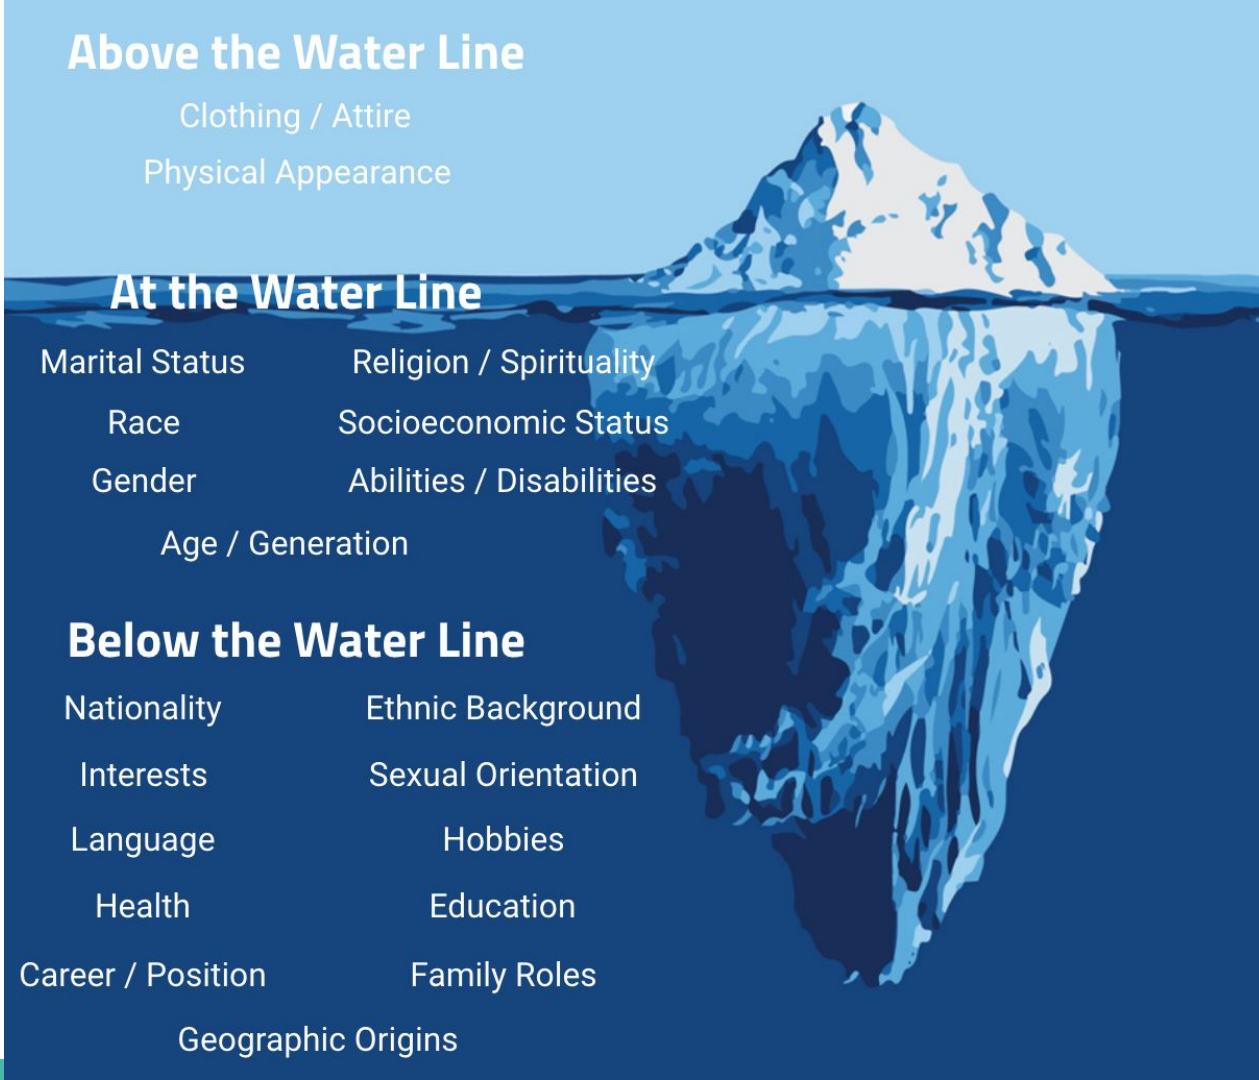 Above the Water Line
Clothing / Attire
Physical Appearance
At the Water Line
Marital Status
Religion / Spirituality
Race
Socioeconomic Status
Gender
Abilities / Disabilities
Age / Generation
Below the Water Line
Nationality
Ethnic Background
Interests
Sexual Orientation
Language
Hobbies
Health
Education
Career / Position
Family Roles
Geographic Origins